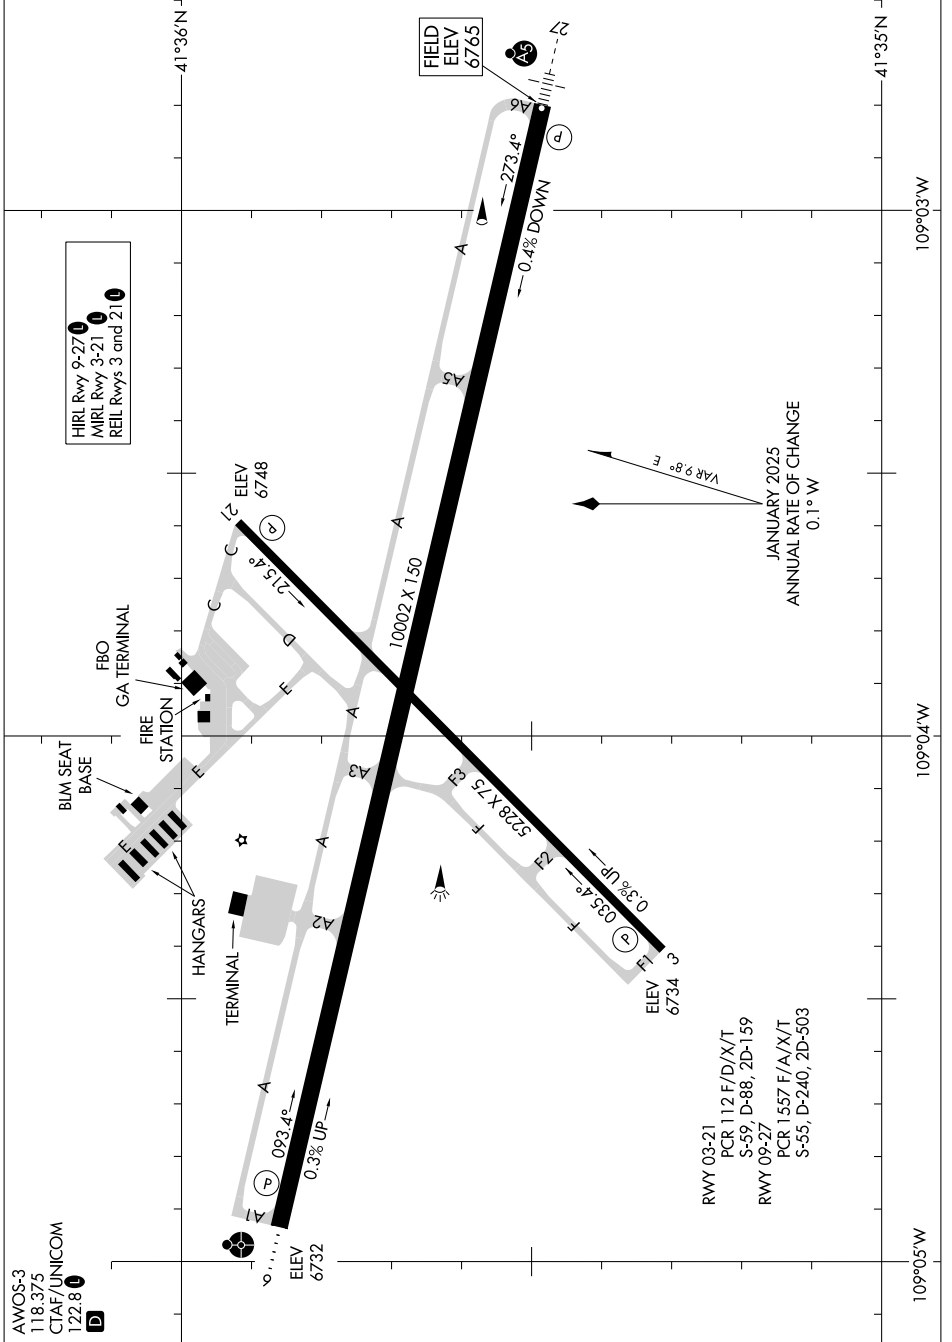 AWOS-3
118.375
CTAF/UNICOM
122.8 L
D
HIRL Rwy 9-27 L
MIRL Rwy 3-21 L
REIL Rwys 3 and 21 L
41°36'N
41°35'N
109°03'W
109°04'W
109°05'W
FIELD
ELEV
6765
A5
27
A6
P
273.4°
0.4% DOWN
A
A5
A
10002 X 150
ELEV
6748
21
P
215.4°
C
C
D
E
E
E
FBO
GA TERMINAL
FIRE
STATION
BLM SEAT
BASE
HANGARS
TERMINAL
A
A3
A
A2
A
A1
P
093.4°
0.3% UP
9
ELEV
6732
F3
F
5228 X 75
F2
F
F1
035.4°
0.3% UP
P
3
ELEV
6734
VAR 9.8° E
JANUARY 2025
ANNUAL RATE OF CHANGE
0.1° W
RWY 03-21
PCR 112 F/D/X/T
S-59, D-88, 2D-159
RWY 09-27
PCR 1557 F/A/X/T
S-55, D-240, 2D-503